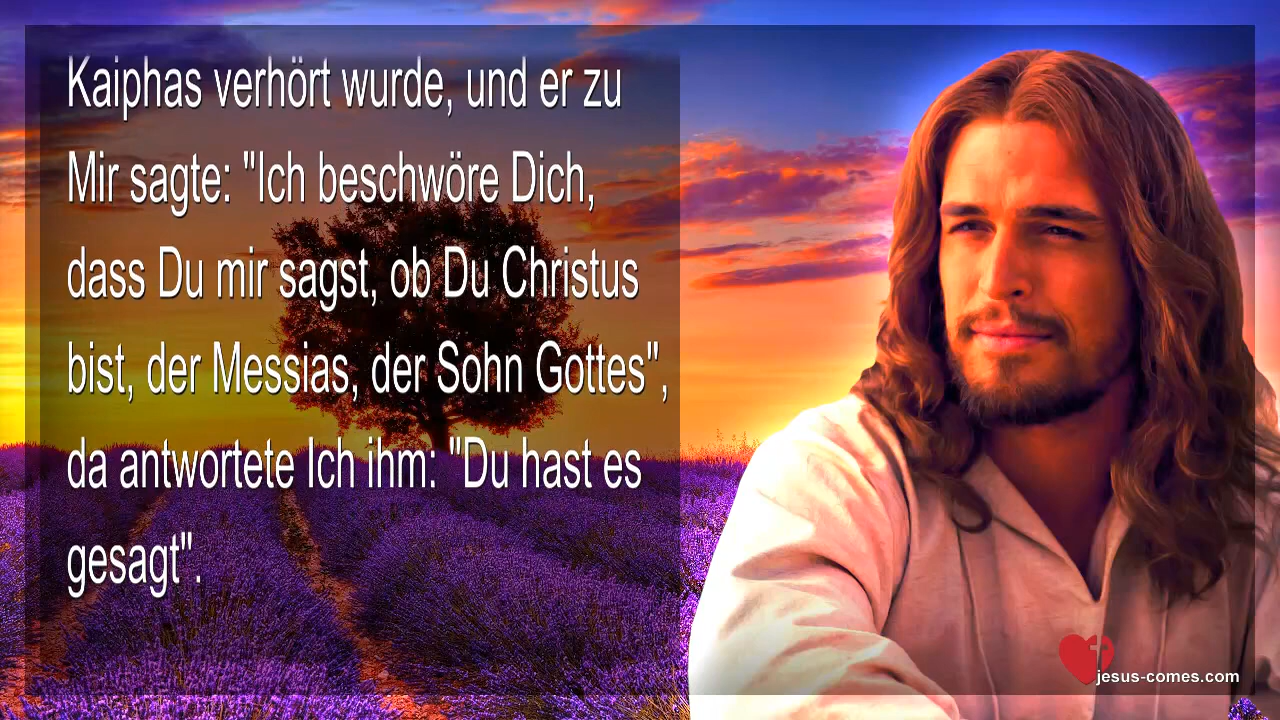 Kaiphas verhört wurde, und er zu
Mir sagte: "Ich beschwöre Dich,
dass Du mir sagst, ob Du Christus
bist, der Messias, der Sohn Gottes",
da antwortete Ich ihm: "Du hast es
gesagt".
jesus-comes.com